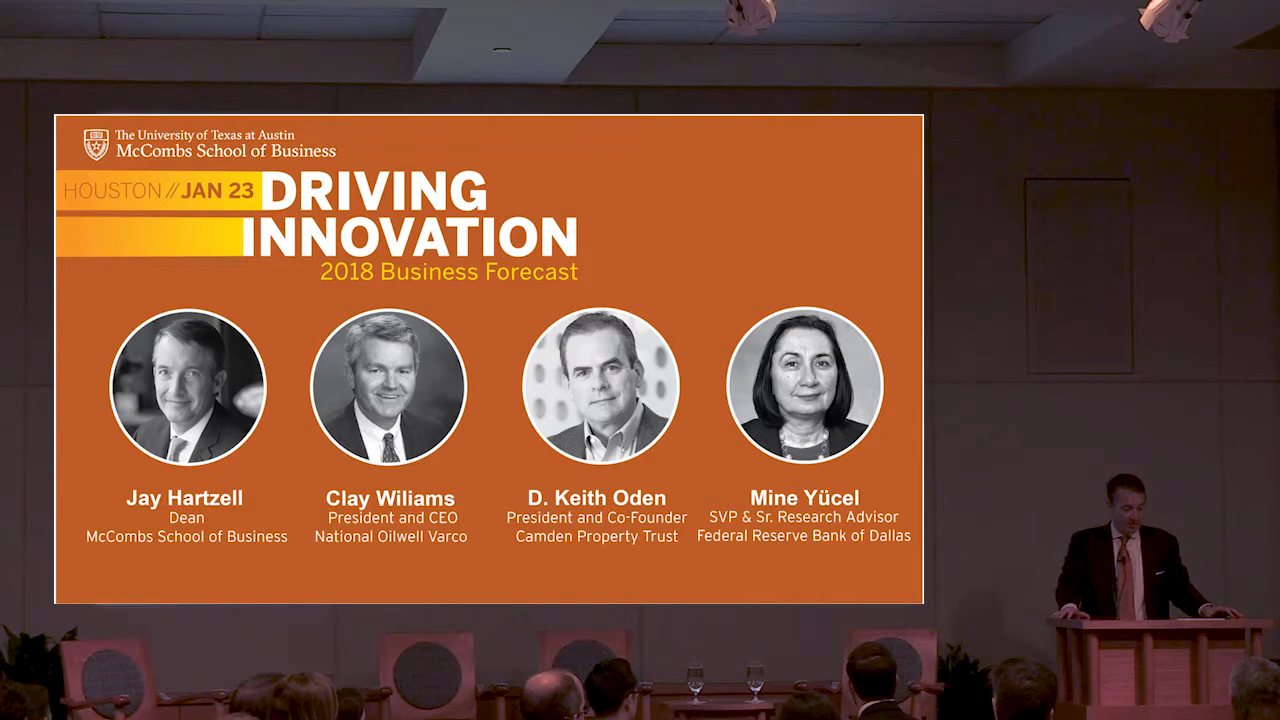 The University of Texas at Austin
McCombs School of Business
HOUSTON // JAN 23
DRIVING
INNOVATION
2018 Business Forecast
Jay Hartzell
Dean
McCombs School of Business
Clay Wiliams
President and CEO
National Oilwell Varco
D. Keith Oden
President and Co-Founder
Camden Property Trust
Mine Yücel
SVP & Sr. Research Advisor
Federal Reserve Bank of Dallas